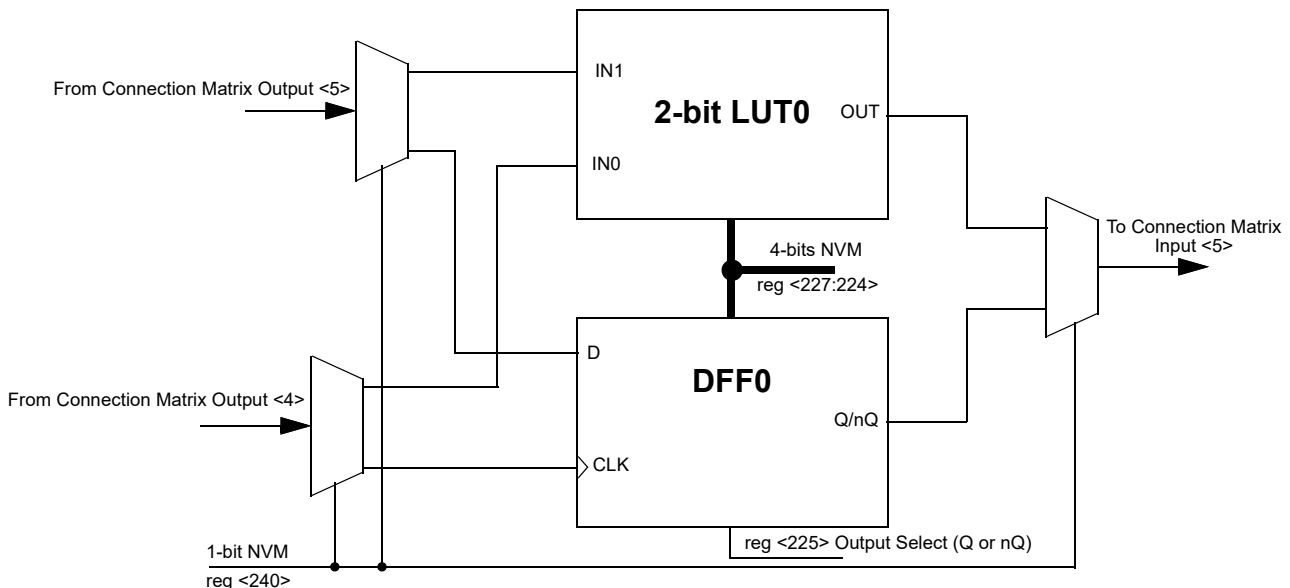 From Connection Matrix Output <5>
IN1
2-bit LUT0
OUT
IN0
To Connection Matrix
Input <5>
4-bits NVM
reg <227:224>
D
DFF0
From Connection Matrix Output <4>
Q/nQ
CLK
reg <225> Output Select (Q or nQ)
1-bit NVM
reg <240>